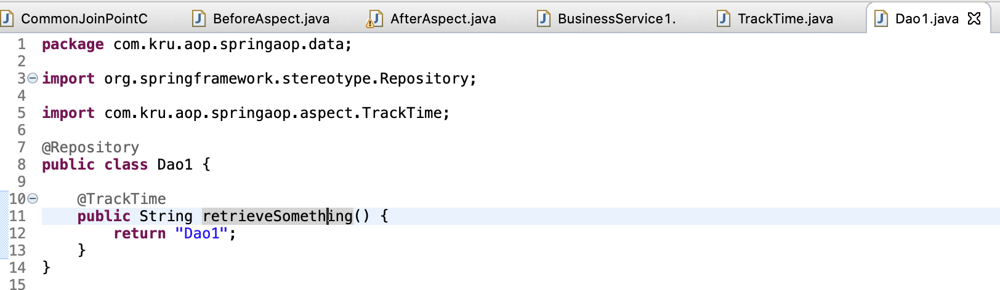 CommonJoinPointC BeforeAspect.java AfterAspect.java BusinessService1. TrackTime.java Dao1.java
1 package com.kru.aop.springaop.data;
2
3 import org.springframework.stereotype.Repository;
4
5 import com.kru.aop.springaop.aspect.TrackTime;
6
7 @Repository
8 public class Dao1 {
9
10 @TrackTime
11 public String retrieveSomething() {
12 return "Dao1";
13 }
14 }
15